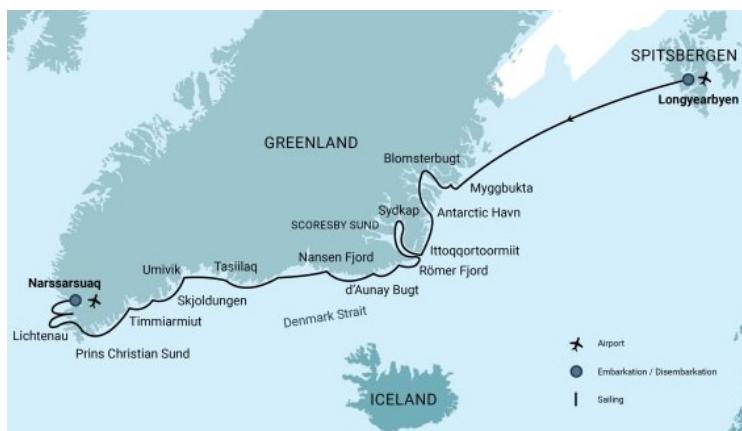 SPITSBERGEN
Longyearbyen
GREENLAND
Blomsterbugt
Myggbukta
Sydkap
Antarctic Havn
SCORESBY SUND
Ittoqqortoormiit
Nansen Fjord
Römer Fjord
Umivik
Tasiilaq
d'Aunay Bugt
Narssarsuaq
Skjoldungen
Timmiarmiut
Denmark Strait
Lichtenau
Prins Christian Sund
Airport
Embarkation / Disembarkation
ICELAND
Sailing